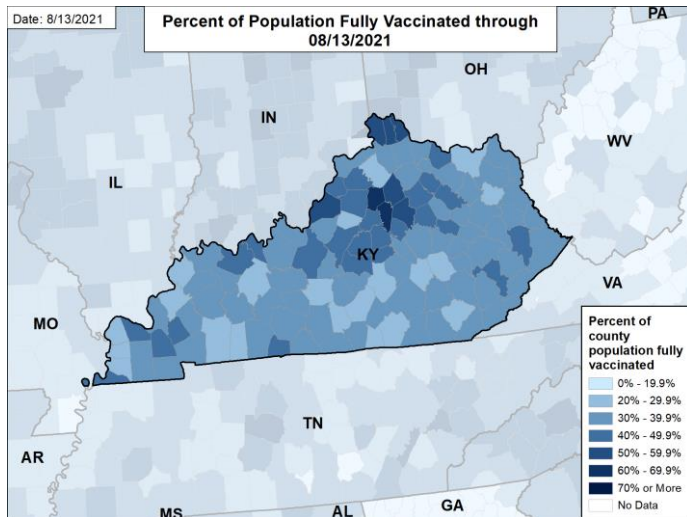 Date: 8/13/2021
Percent of Population Fully Vaccinated through
08/13/2021
PA
OH
IN
WV
IL
KY
VA
MO
TN
AR
MS
AL
GA
Percent of
county
population fully
vaccinated
0% - 19.9%
20% - 29.9%
30% - 39.9%
40% - 49.9%
50% - 59.9%
60% - 69.9%
70% or More
No Data